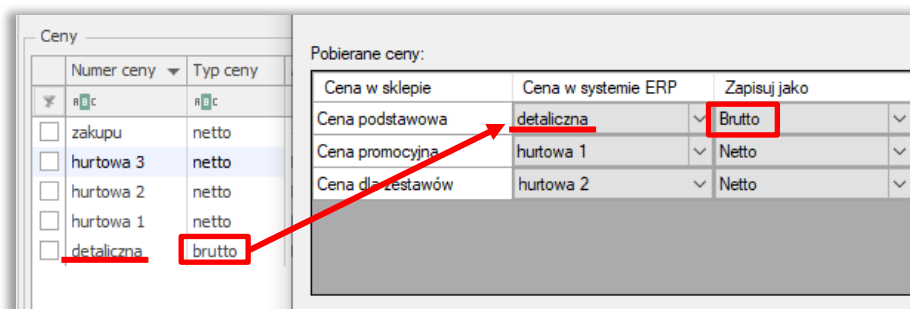 Ceny
Numer ceny Typ ceny
zakupu netto
hurtowa 3 netto
hurtowa 2 netto
hurtowa 1 netto
detaliczna brutto
Pobierane ceny:
Cena w sklepie Cena w systemie ERP Zapisuj jako
Cena podstawowa detaliczna Brutto
Cena promocyjna hurtowa 1 Netto
Cena dla zestawów hurtowa 2 Netto